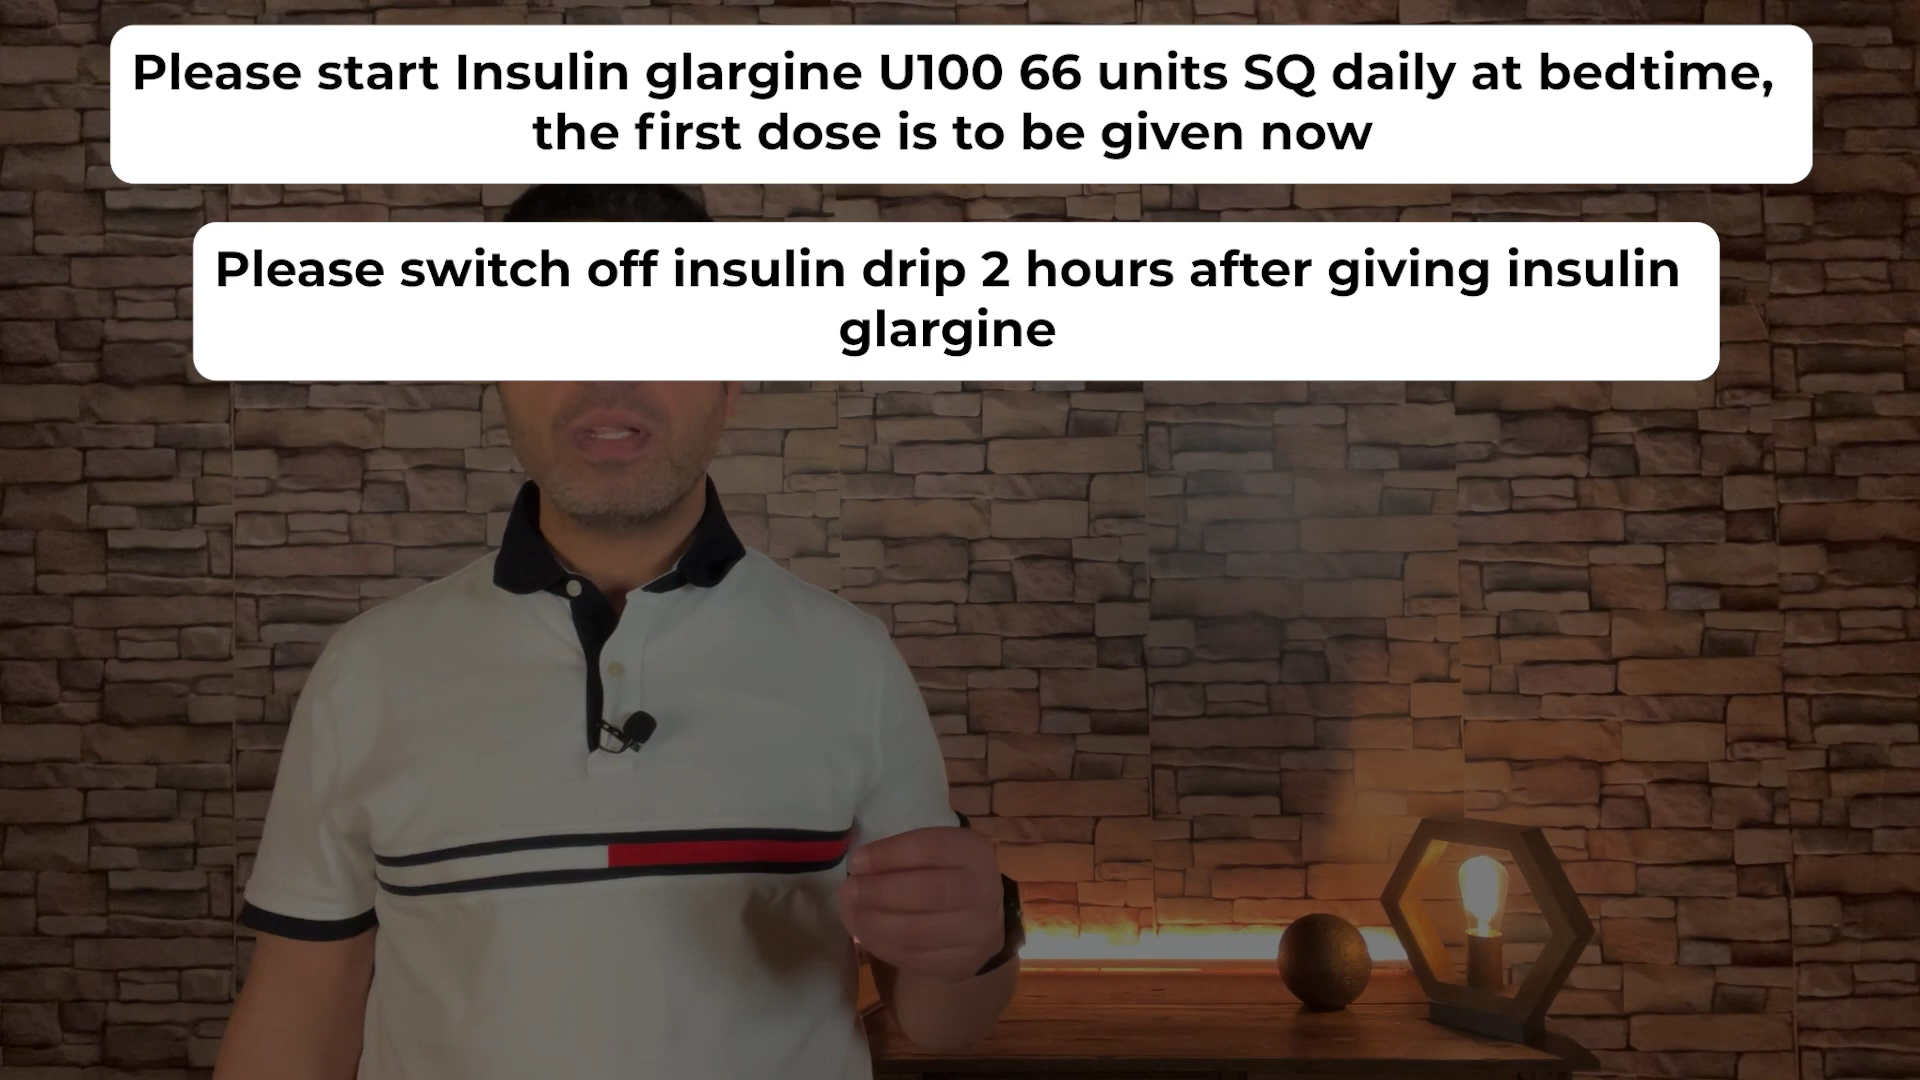 Please start Insulin glargine U100 66 units SQ daily at bedtime,
the first dose is to be given now
Please switch off insulin drip 2 hours after giving insulin
glargine